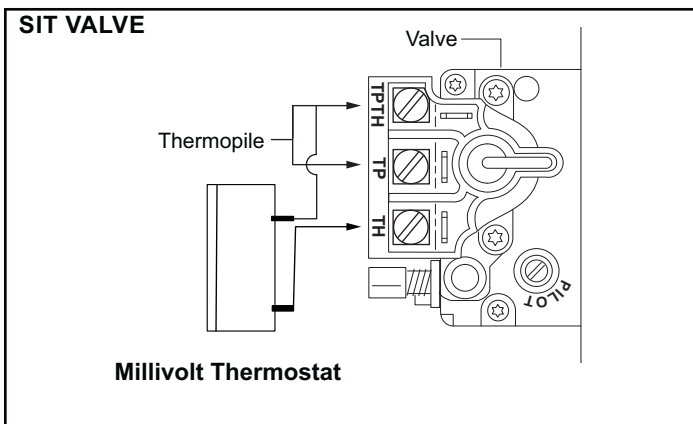 SIT VALVE
Valve
TPTH
Thermopile
TP
TH
PILOT
Millivolt Thermostat